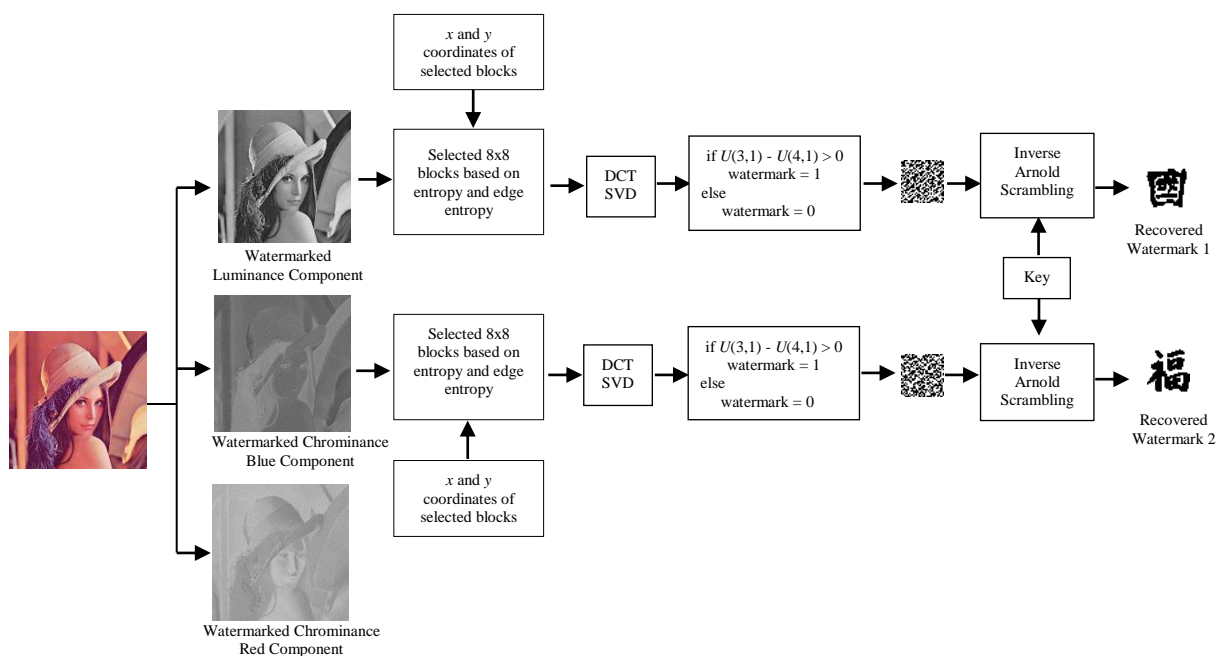 x and y
coordinates of
selected blocks
Selected 8x8
blocks based on
entropy and edge
entropy
DCT
SVD
if U(3,1) - U(4,1) > 0
watermark = 1
else
watermark = 0
Inverse
Arnold
Scrambling
國
Recovered
Watermark 1
Watermarked
Luminance Component
Key
Selected 8x8
blocks based on
entropy and edge
entropy
DCT
SVD
if U(3,1) - U(4,1) > 0
watermark = 1
else
watermark = 0
Inverse
Arnold
Scrambling
福
Recovered
Watermark 2
Watermarked Chrominance
Blue Component
x and y
coordinates of
selected blocks
Watermarked Chrominance
Red Component